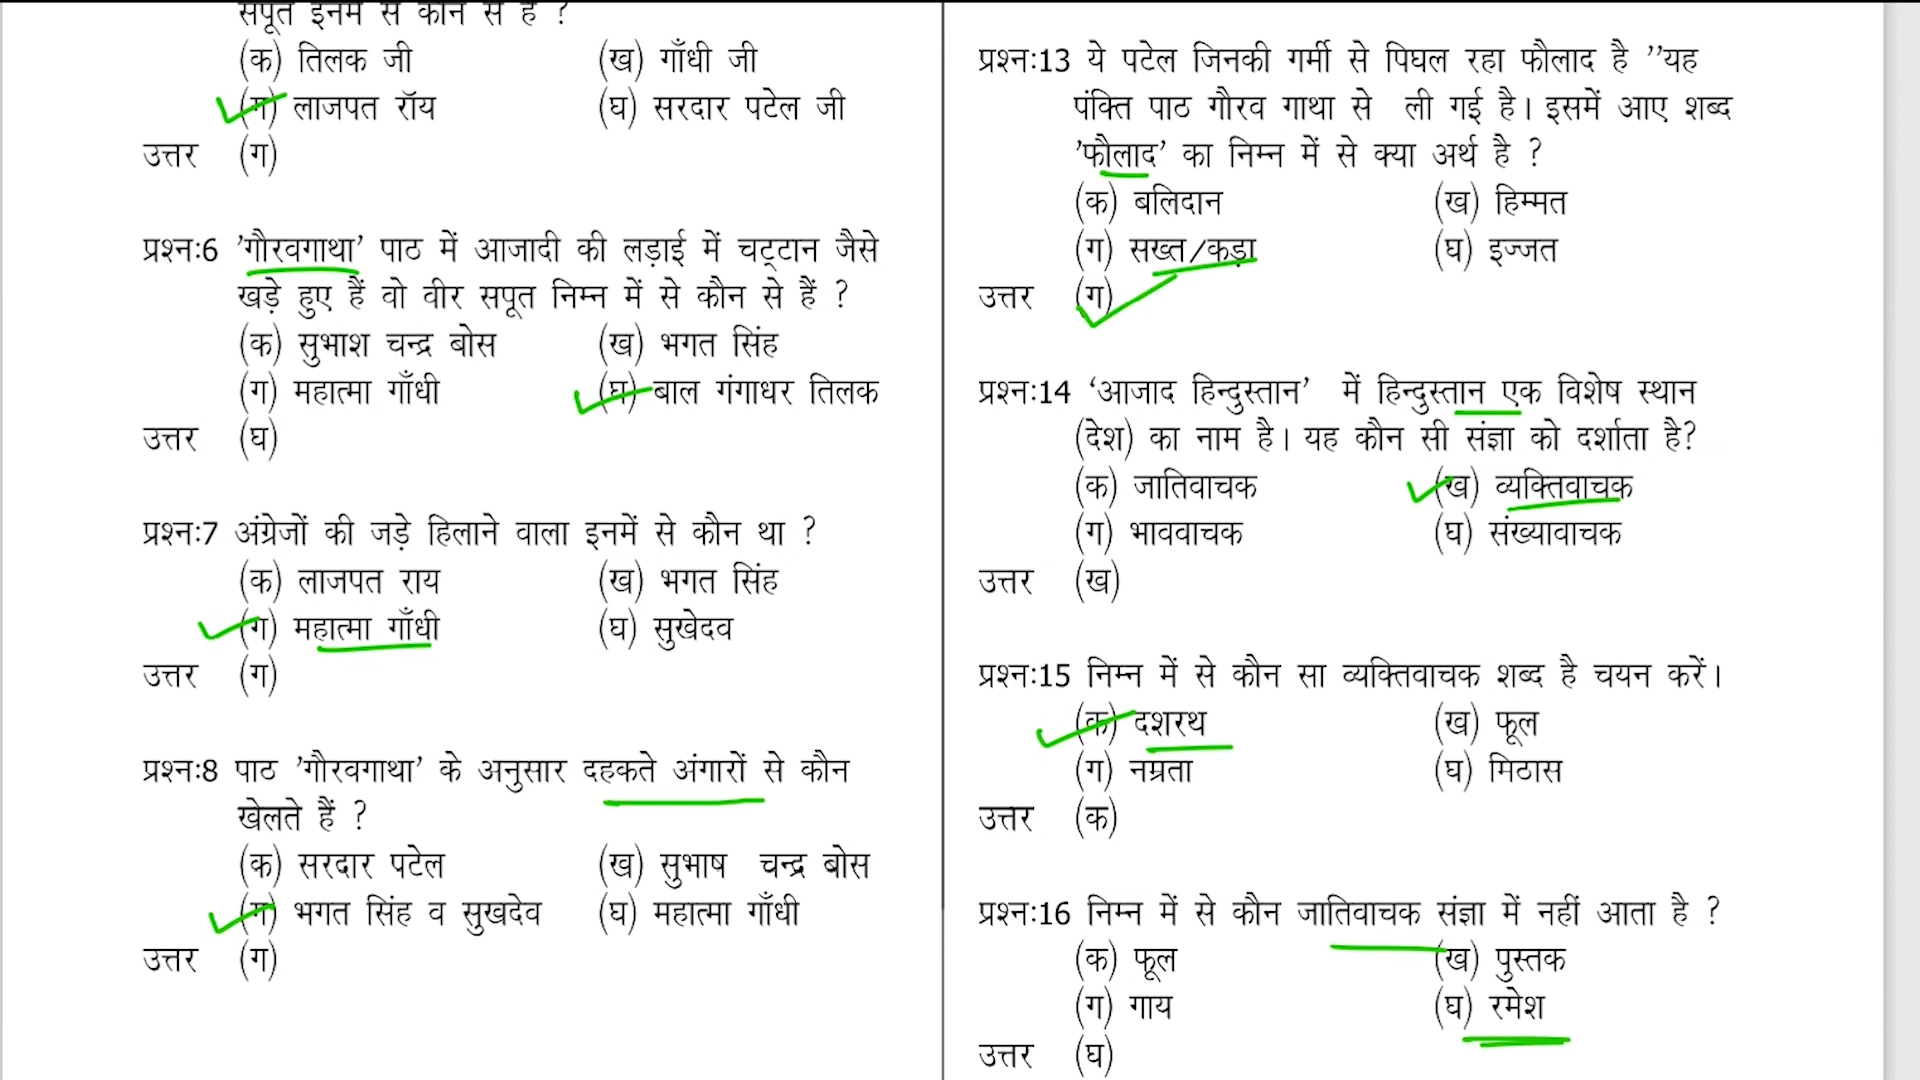 सपूत इनमें से कौन से हैं ?
(क) तिलक जी (ख) गाँधी जी
(ग) लाजपत रॉय (घ) सरदार पटेल जी
उत्तर (ग)
प्रश्न:6 'गौरवगाथा' पाठ में आजादी की लड़ाई में चट्टान जैसे
खड़े हुए हैं वो वीर सपूत निम्न में से कौन से हैं ?
(क) सुभाश चन्द्र बोस (ख) भगत सिंह
(ग) महात्मा गाँधी (घ) बाल गंगाधर तिलक
उत्तर (घ)
प्रश्न:7 अंग्रेजों की जड़े हिलाने वाला इनमें से कौन था ?
(क) लाजपत राय (ख) भगत सिंह
(ग) महात्मा गाँधी (घ) सुखेदव
उत्तर (ग)
प्रश्न:8 पाठ 'गौरवगाथा' के अनुसार दहकते अंगारों से कौन
खेलते हैं ?
(क) सरदार पटेल (ख) सुभाष चन्द्र बोस
(ग) भगत सिंह व सुखदेव (घ) महात्मा गाँधी
उत्तर (ग)
प्रश्न:13 ये पटेल जिनकी गर्मी से पिघल रहा फौलाद है ''यह
पंक्ति पाठ गौरव गाथा से ली गई है। इसमें आए शब्द
'फौलाद' का निम्न में से क्या अर्थ है ?
(क) बलिदान (ख) हिम्मत
(ग) सख्त/कड़ा (घ) इज्जत
उत्तर (ग)
प्रश्न:14 'आजाद हिन्दुस्तान' में हिन्दुस्तान एक विशेष स्थान
(देश) का नाम है। यह कौन सी संज्ञा को दर्शाता है?
(क) जातिवाचक (ख) व्यक्तिवाचक
(ग) भाववाचक (घ) संख्यावाचक
उत्तर (ख)
प्रश्न:15 निम्न में से कौन सा व्यक्तिवाचक शब्द है चयन करें।
(क) दशरथ (ख) फूल
(ग) नम्रता (घ) मिठास
उत्तर (क)
प्रश्न:16 निम्न में से कौन जातिवाचक संज्ञा में नहीं आता है ?
(क) फूल (ख) पुस्तक
(ग) गाय (घ) रमेश
उत्तर (घ)